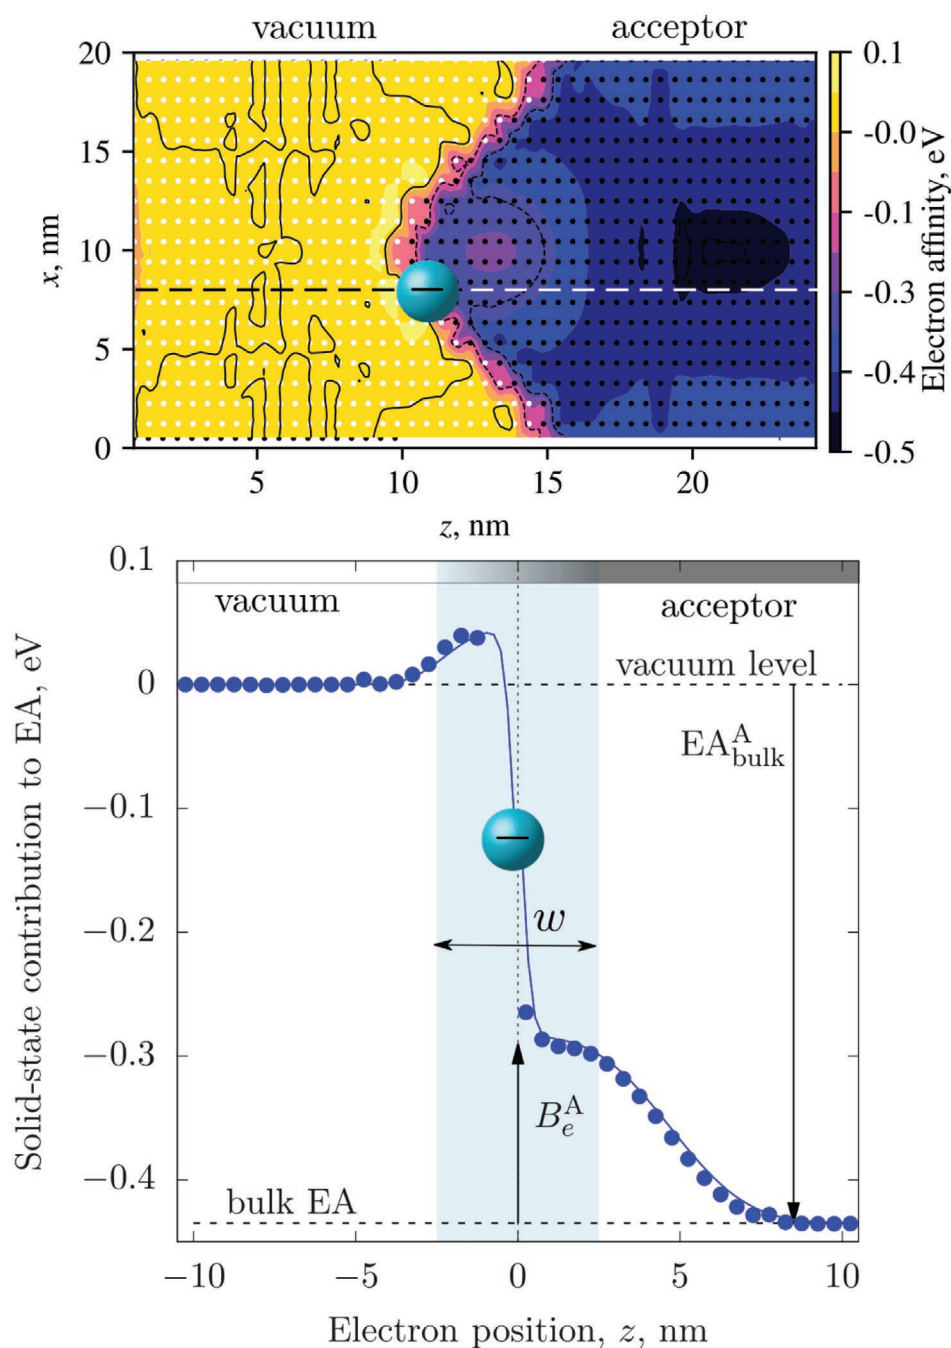 vacuum acceptor
20
15
10
5
0
x, nm
5 10 15 20
z, nm
0.1
-0.0
-0.1
-0.3
-0.4
-0.5
Electron affinity, eV
0.1
0
−0.1
−0.2
−0.3
−0.4
Solid-state contribution to EA, eV
vacuum acceptor
vacuum level
EA^A_bulk
w
B_e^A
bulk EA
−10 −5 0 5 10
Electron position, z, nm